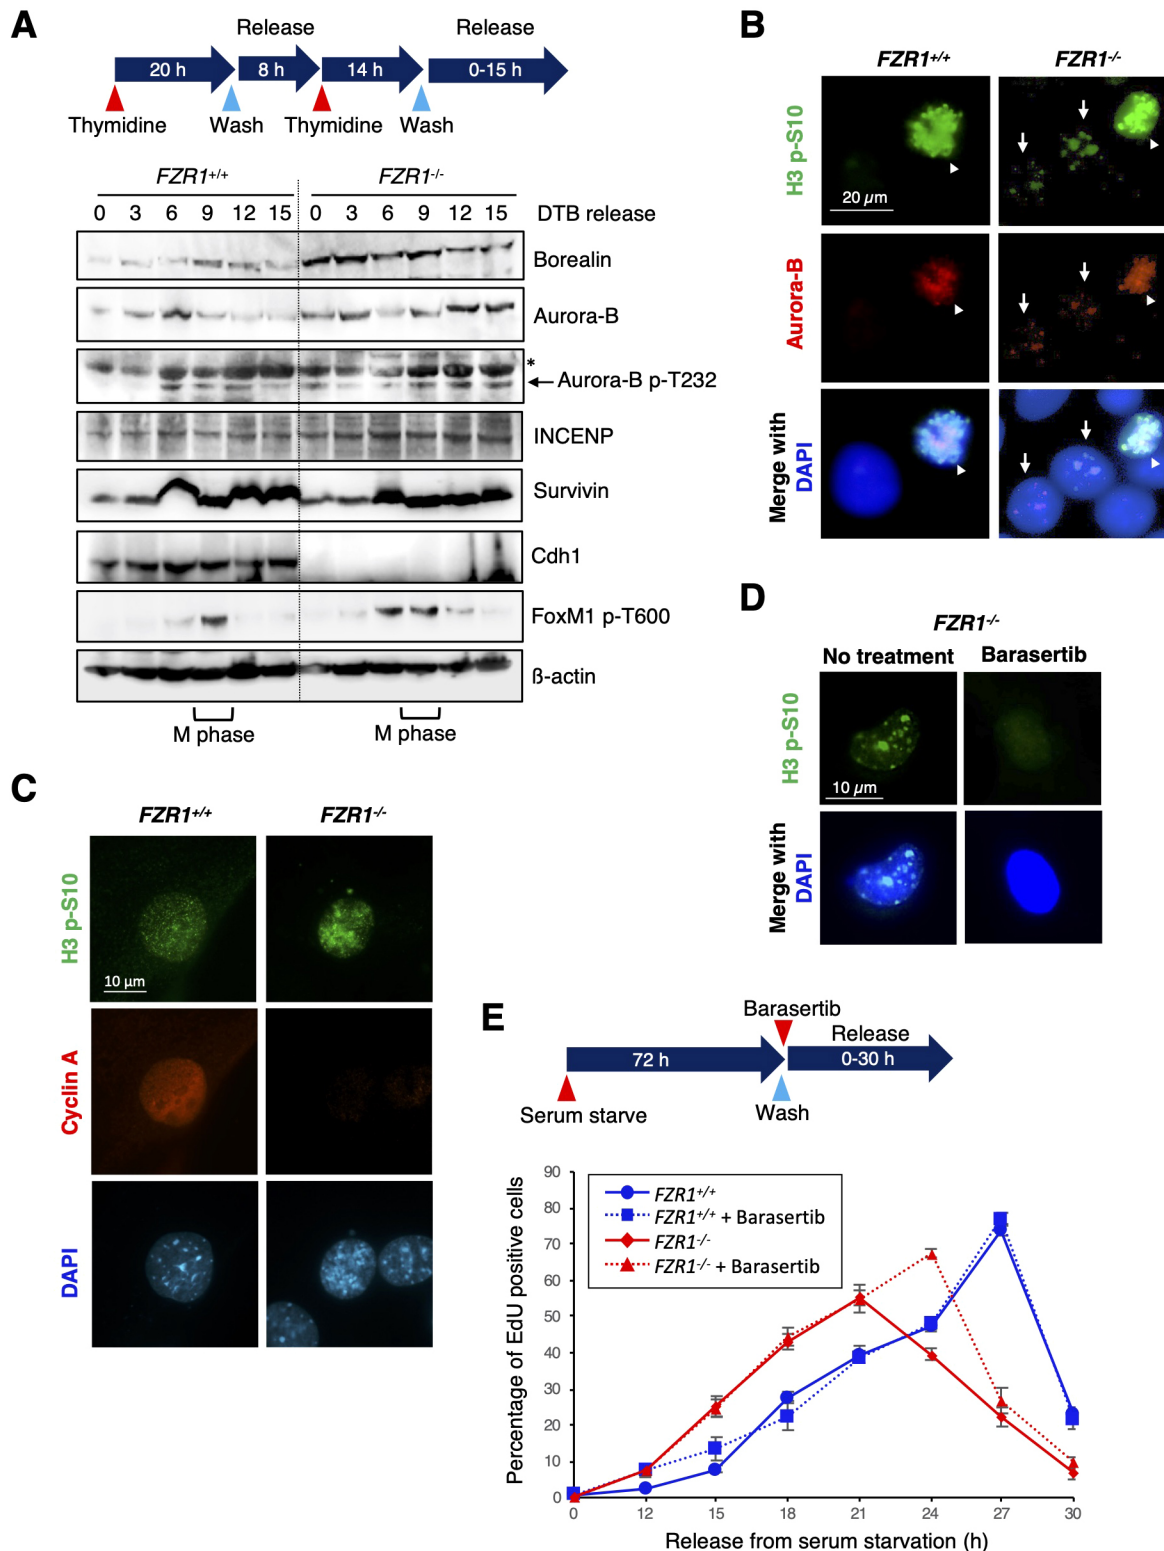 A
Release Release
20 h 8 h 14 h 0-15 h
Thymidine Wash Thymidine Wash
FZR1+/+ FZR1-/-
0 3 6 9 12 15 0 3 6 9 12 15 DTB release
Borealin
Aurora-B
*
Aurora-B p-T232
INCENP
Survivin
Cdh1
FoxM1 p-T600
ß-actin
M phase M phase
B
FZR1+/+ FZR1-/-
H3 p-S10
20 µm
Aurora-B
Merge with
DAPI
C
FZR1+/+ FZR1-/-
H3 p-S10
10 µm
Cyclin A
DAPI
D
FZR1-/-
No treatment Barasertib
H3 p-S10
10 µm
Merge with
DAPI
E
Barasertib
Release
72 h 0-30 h
Serum starve Wash
Percentage of EdU positive cells
90
80
70
60
50
40
30
20
10
0
FZR1+/+
FZR1+/+ + Barasertib
FZR1-/-
FZR1-/- + Barasertib
0 12 15 18 21 24 27 30
Release from serum starvation (h)